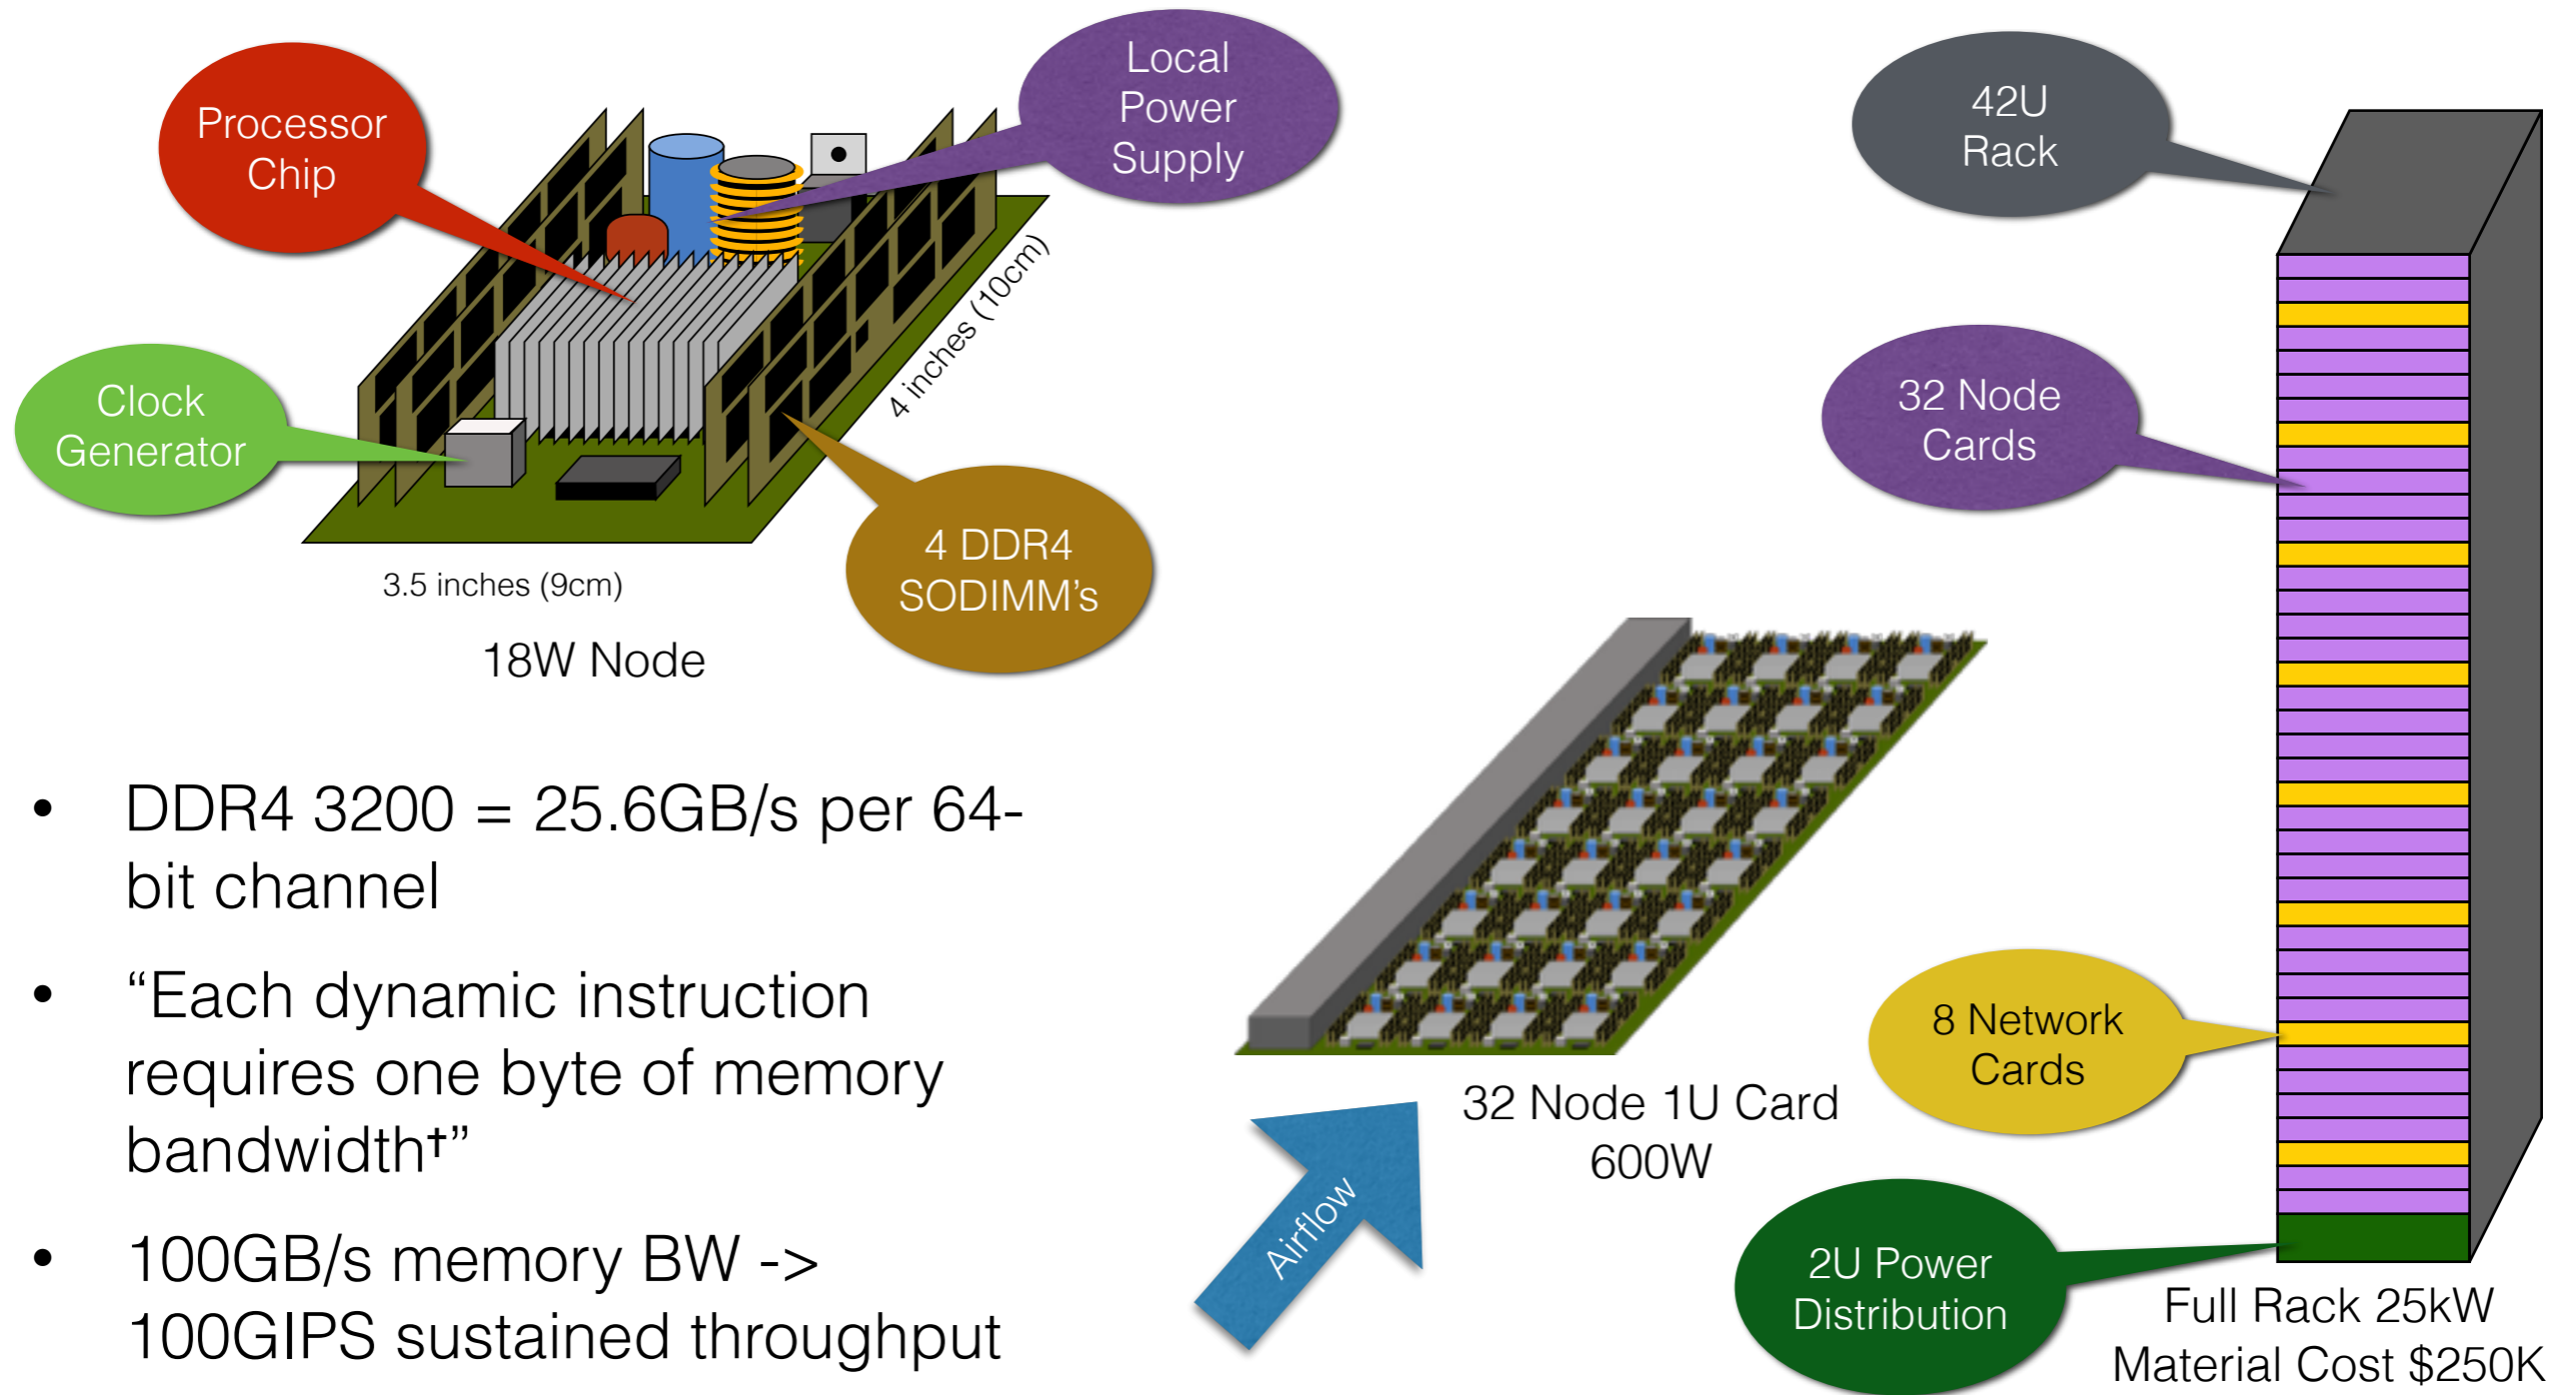 Processor
Chip
Local
Power
Supply
42U
Rack
Clock
Generator
4 inches (10cm)
32 Node
Cards
4 DDR4
SODIMM’s
3.5 inches (9cm)
18W Node
• DDR4 3200 = 25.6GB/s per 64-
bit channel
• “Each dynamic instruction
requires one byte of memory
bandwidth†”
• 100GB/s memory BW ->
100GIPS sustained throughput
8 Network
Cards
32 Node 1U Card
600W
Airflow
2U Power
Distribution
Full Rack 25kW
Material Cost $250K